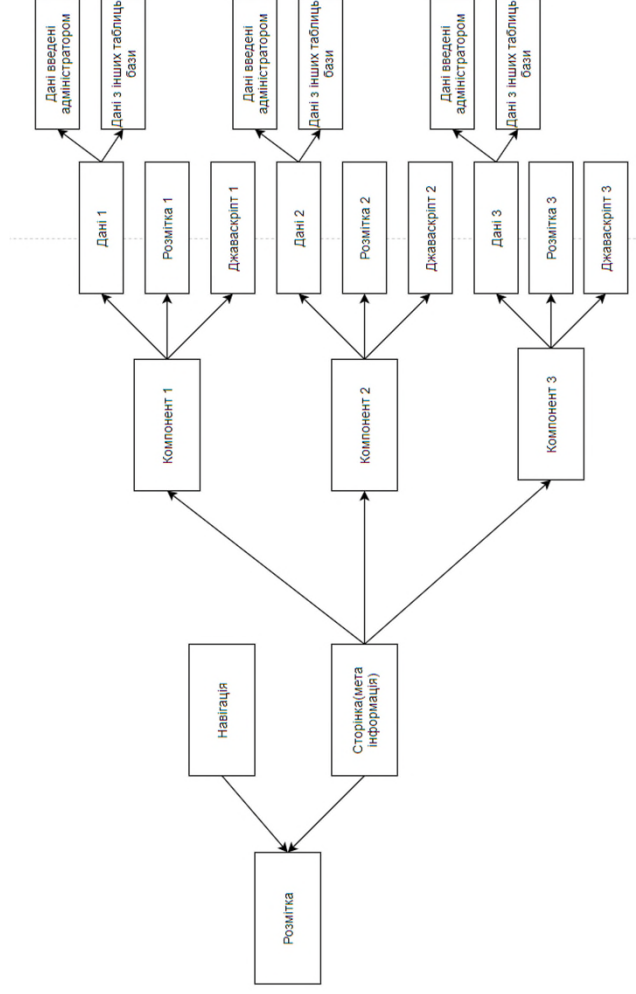 Дані введені
адміністратором
Дані з інших таблиць
бази
Дані введені
адміністратором
Дані з інших таблиць
бази
Дані введені
адміністратором
Дані з інших таблиць
бази
Дані 1
Розмітка 1
Джаваскріпт 1
Дані 2
Розмітка 2
Джаваскріпт 2
Дані 3
Розмітка 3
Джаваскріпт 3
Компонент 1
Компонент 2
Компонент 3
Навігація
Сторінка(мета
інформація)
Розмітка